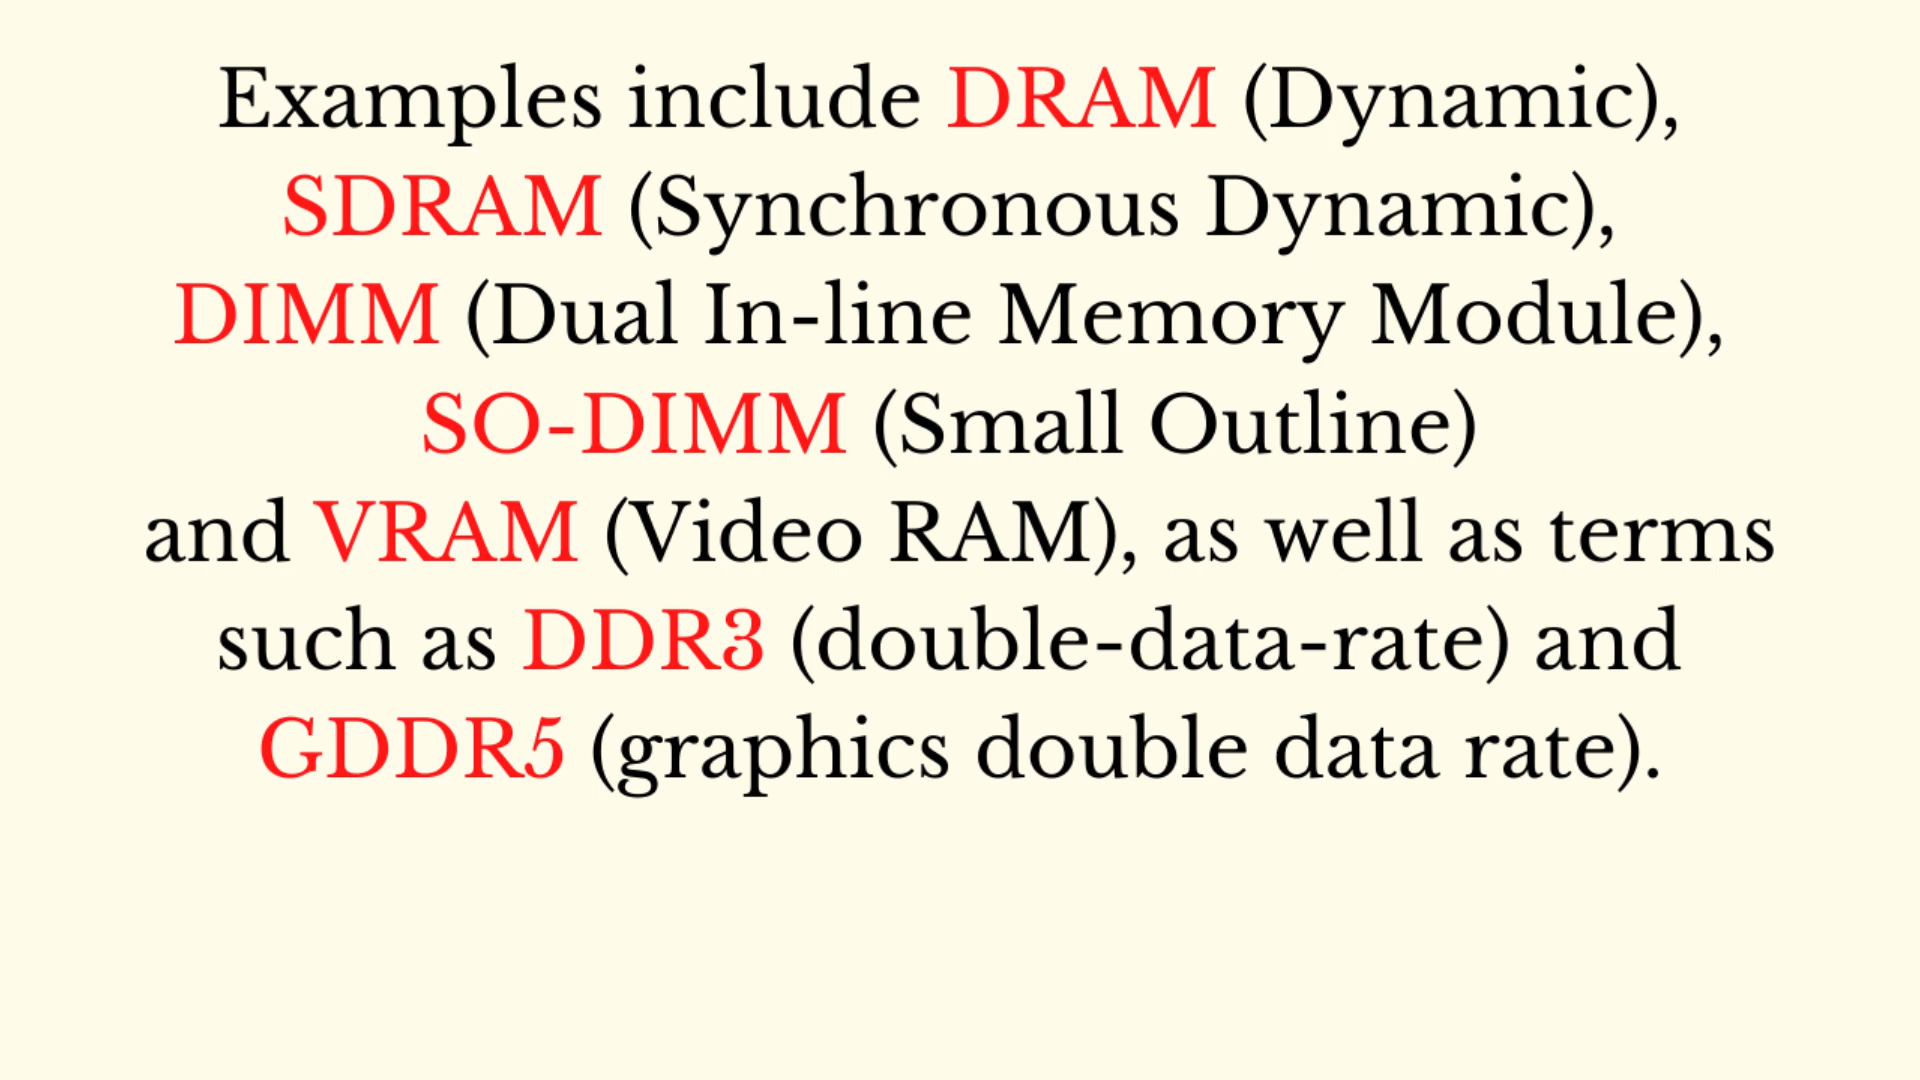 Examples include DRAM (Dynamic),
SDRAM (Synchronous Dynamic),
DIMM (Dual In-line Memory Module),
SO-DIMM (Small Outline)
and VRAM (Video RAM), as well as terms
such as DDR3 (double-data-rate) and
GDDR5 (graphics double data rate).